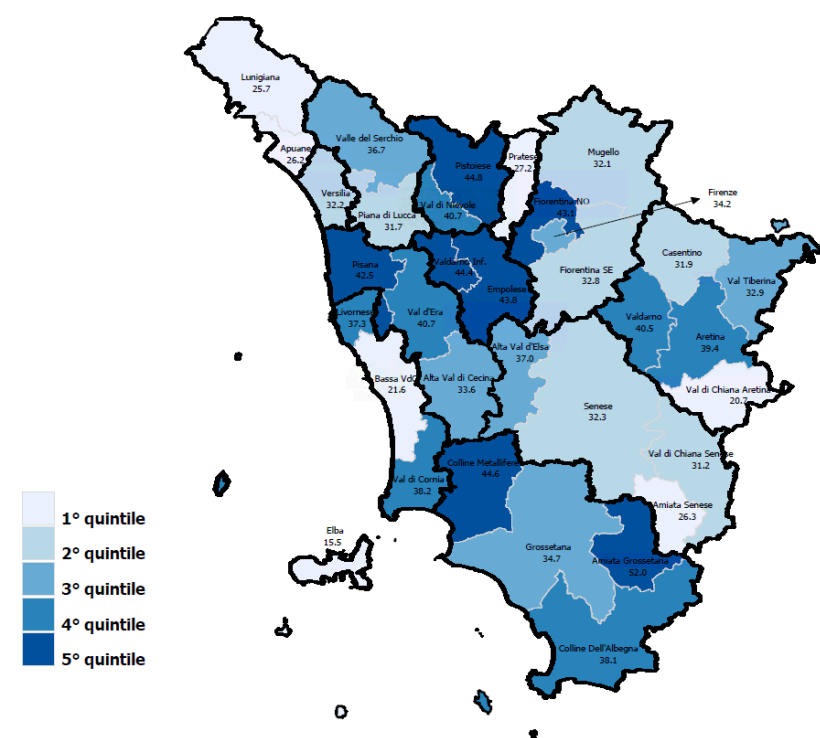 Lunigiana
25.7
Apuane
26.2
Valle del Serchio
36.7
Pistoiese
44.8
Pratese
27.2
Mugello
32.1
Firenze
34.2
Versilia
32.2
Piana di Lucca
31.7
Val di Nievole
40.7
Fiorentina NO
43.1
Casentino
31.9
Val Tiberina
32.9
Pisana
42.5
Valdarno Inf.
44.4
Empolese
43.8
Fiorentina SE
32.8
Livornese
37.3
Val d'Era
40.7
Valdarno
40.5
Aretina
39.4
Alta Val d'Elsa
37.0
Bassa VdC
21.6
Alta Val di Cecina
33.6
Val di Chiana Aretina
20.2
Senese
32.3
Val di Chiana Senese
31.2
Colline Metallifere
44.6
Val di Cornia
38.2
Amiata Senese
26.3
Elba
15.5
Grossetana
34.7
Amiata Grossetana
52.0
Colline Dell'Albegna
38.1
1° quintile
2° quintile
3° quintile
4° quintile
5° quintile